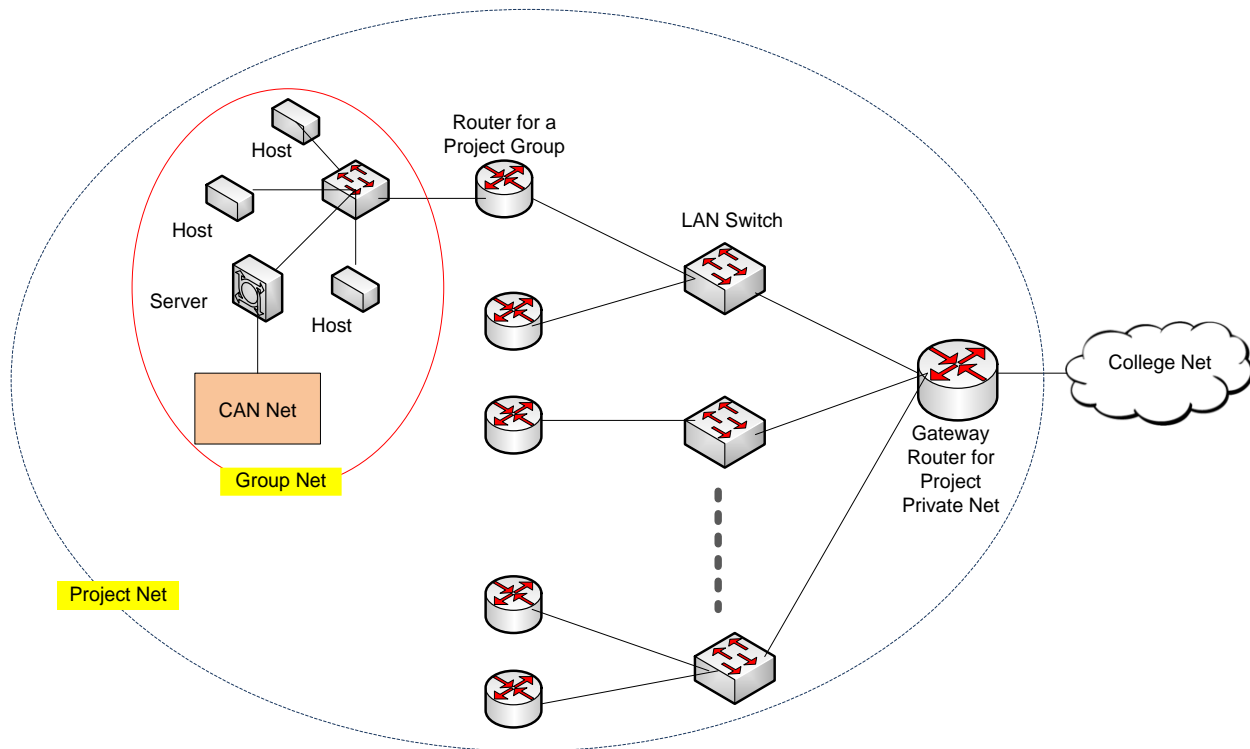 Router for a
Project Group
Host
LAN Switch
Host
Server
Host
College Net
CAN Net
Gateway
Router for
Project
Private Net
Group Net
Project Net